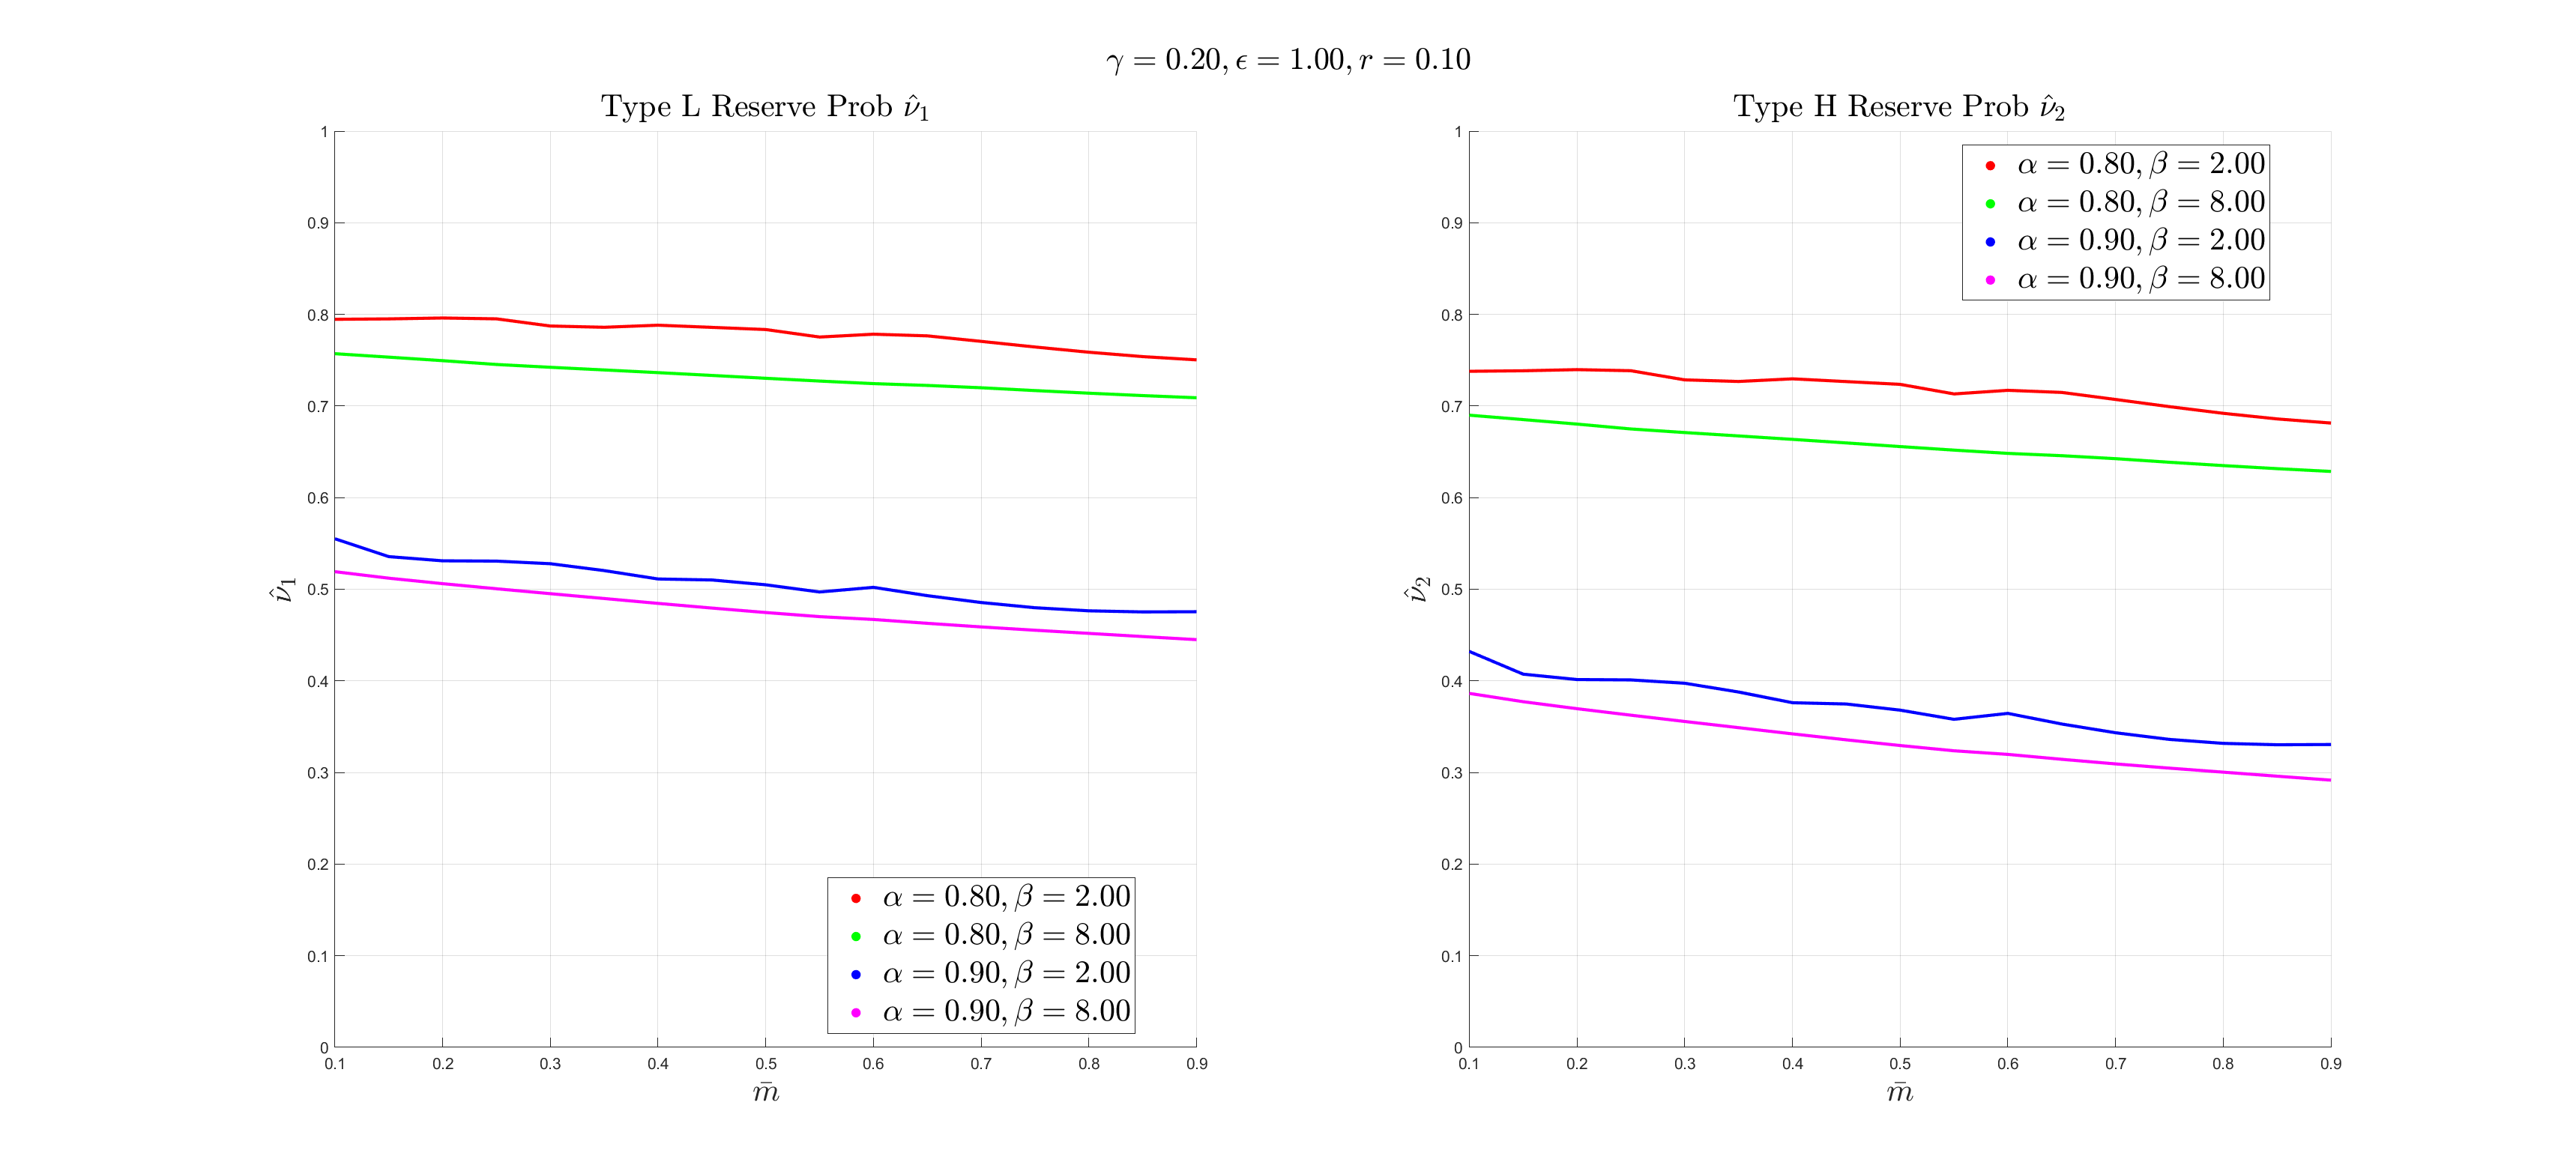 γ = 0.20, ϵ = 1.00, r = 0.10
Type L Reserve Prob ν̂₁
1
0.9
0.8
0.7
0.6
0.5
0.4
0.3
0.2
0.1
0
ν̂₁
α = 0.80, β = 2.00
α = 0.80, β = 8.00
α = 0.90, β = 2.00
α = 0.90, β = 8.00
0.1 0.2 0.3 0.4 0.5 0.6 0.7 0.8 0.9
m̄
Type H Reserve Prob ν̂₂
1
0.9
0.8
0.7
0.6
0.5
0.4
0.3
0.2
0.1
0
ν̂₂
α = 0.80, β = 2.00
α = 0.80, β = 8.00
α = 0.90, β = 2.00
α = 0.90, β = 8.00
0.1 0.2 0.3 0.4 0.5 0.6 0.7 0.8 0.9
m̄